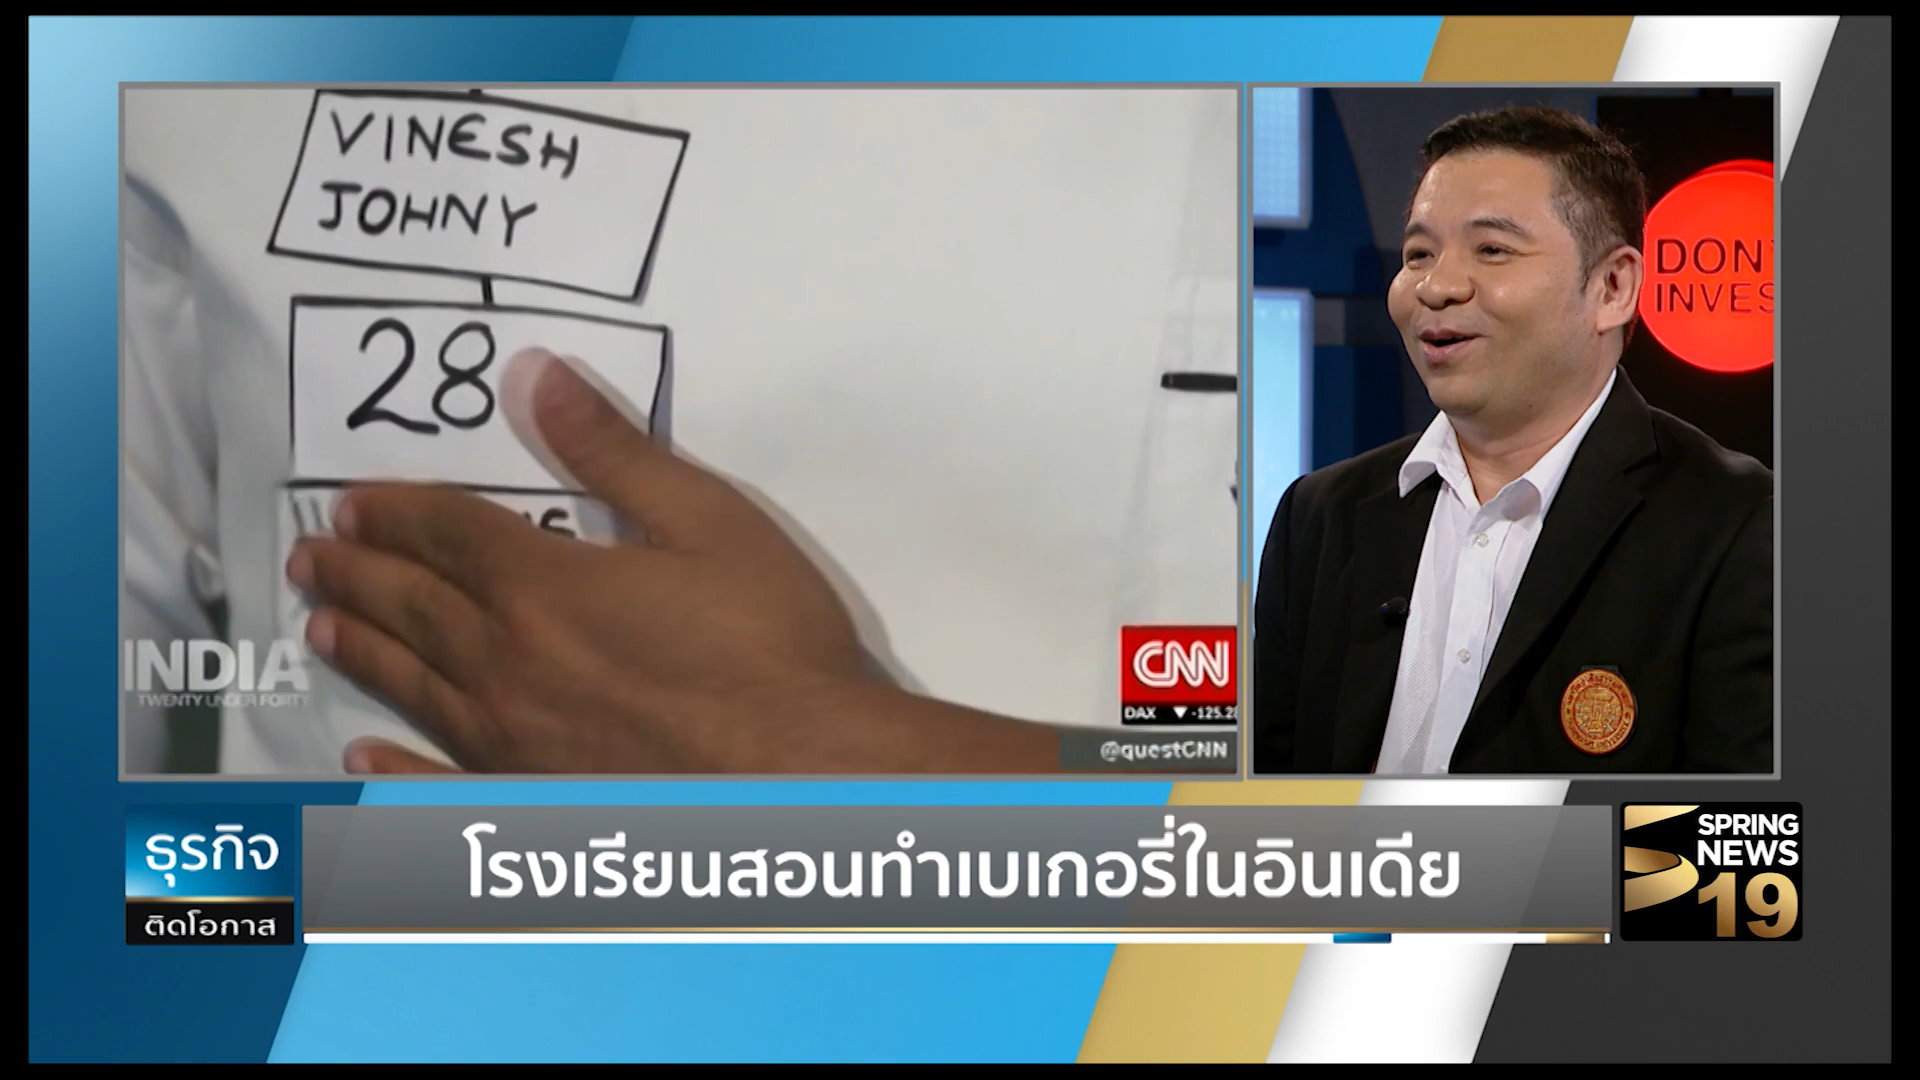 VINESH
JOHNY
28
INDIA
TWENTY UNDER FORTY
CNN
DAX ▼ -125.28
@questCNN
DON'T
INVES
ธุรกิจ
ติดโอกาส
โรงเรียนสอนทำเบเกอรี่ในอินเดีย
SPRING
NEWS
19